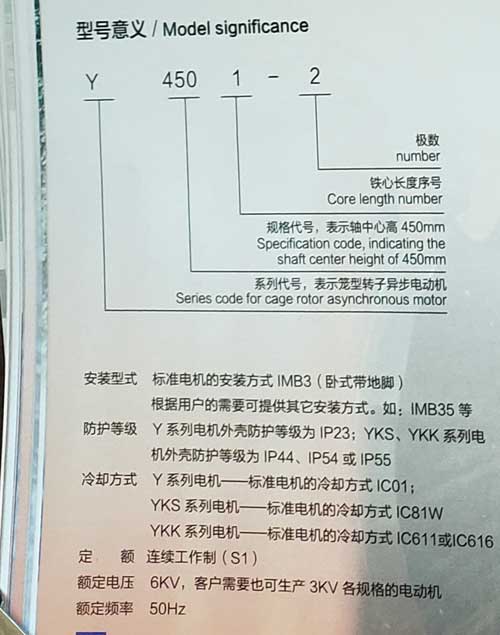 型号意义 / Model significance
Y 450 1 - 2
极数
number
铁心长度序号
Core length number
规格代号，表示轴中心高 450mm
Specification code, indicating the
shaft center height of 450mm
系列代号，表示笼型转子异步电动机
Series code for cage rotor asynchronous motor
安装型式 标准电机的安装方式 IMB3（卧式带地脚）
根据用户的需要可提供其它安装方式。如：IMB35 等
防护等级 Y 系列电机外壳防护等级为 IP23；YKS、YKK 系列电
机外壳防护等级为 IP44、IP54 或 IP55
冷却方式 Y 系列电机——标准电机的冷却方式 IC01；
YKS 系列电机——标准电机的冷却方式 IC81W
YKK 系列电机——标准电机的冷却方式 IC611或IC616
定 额 连续工作制（S1）
额定电压 6KV，客户需要也可生产 3KV 各规格的电动机
额定频率 50Hz